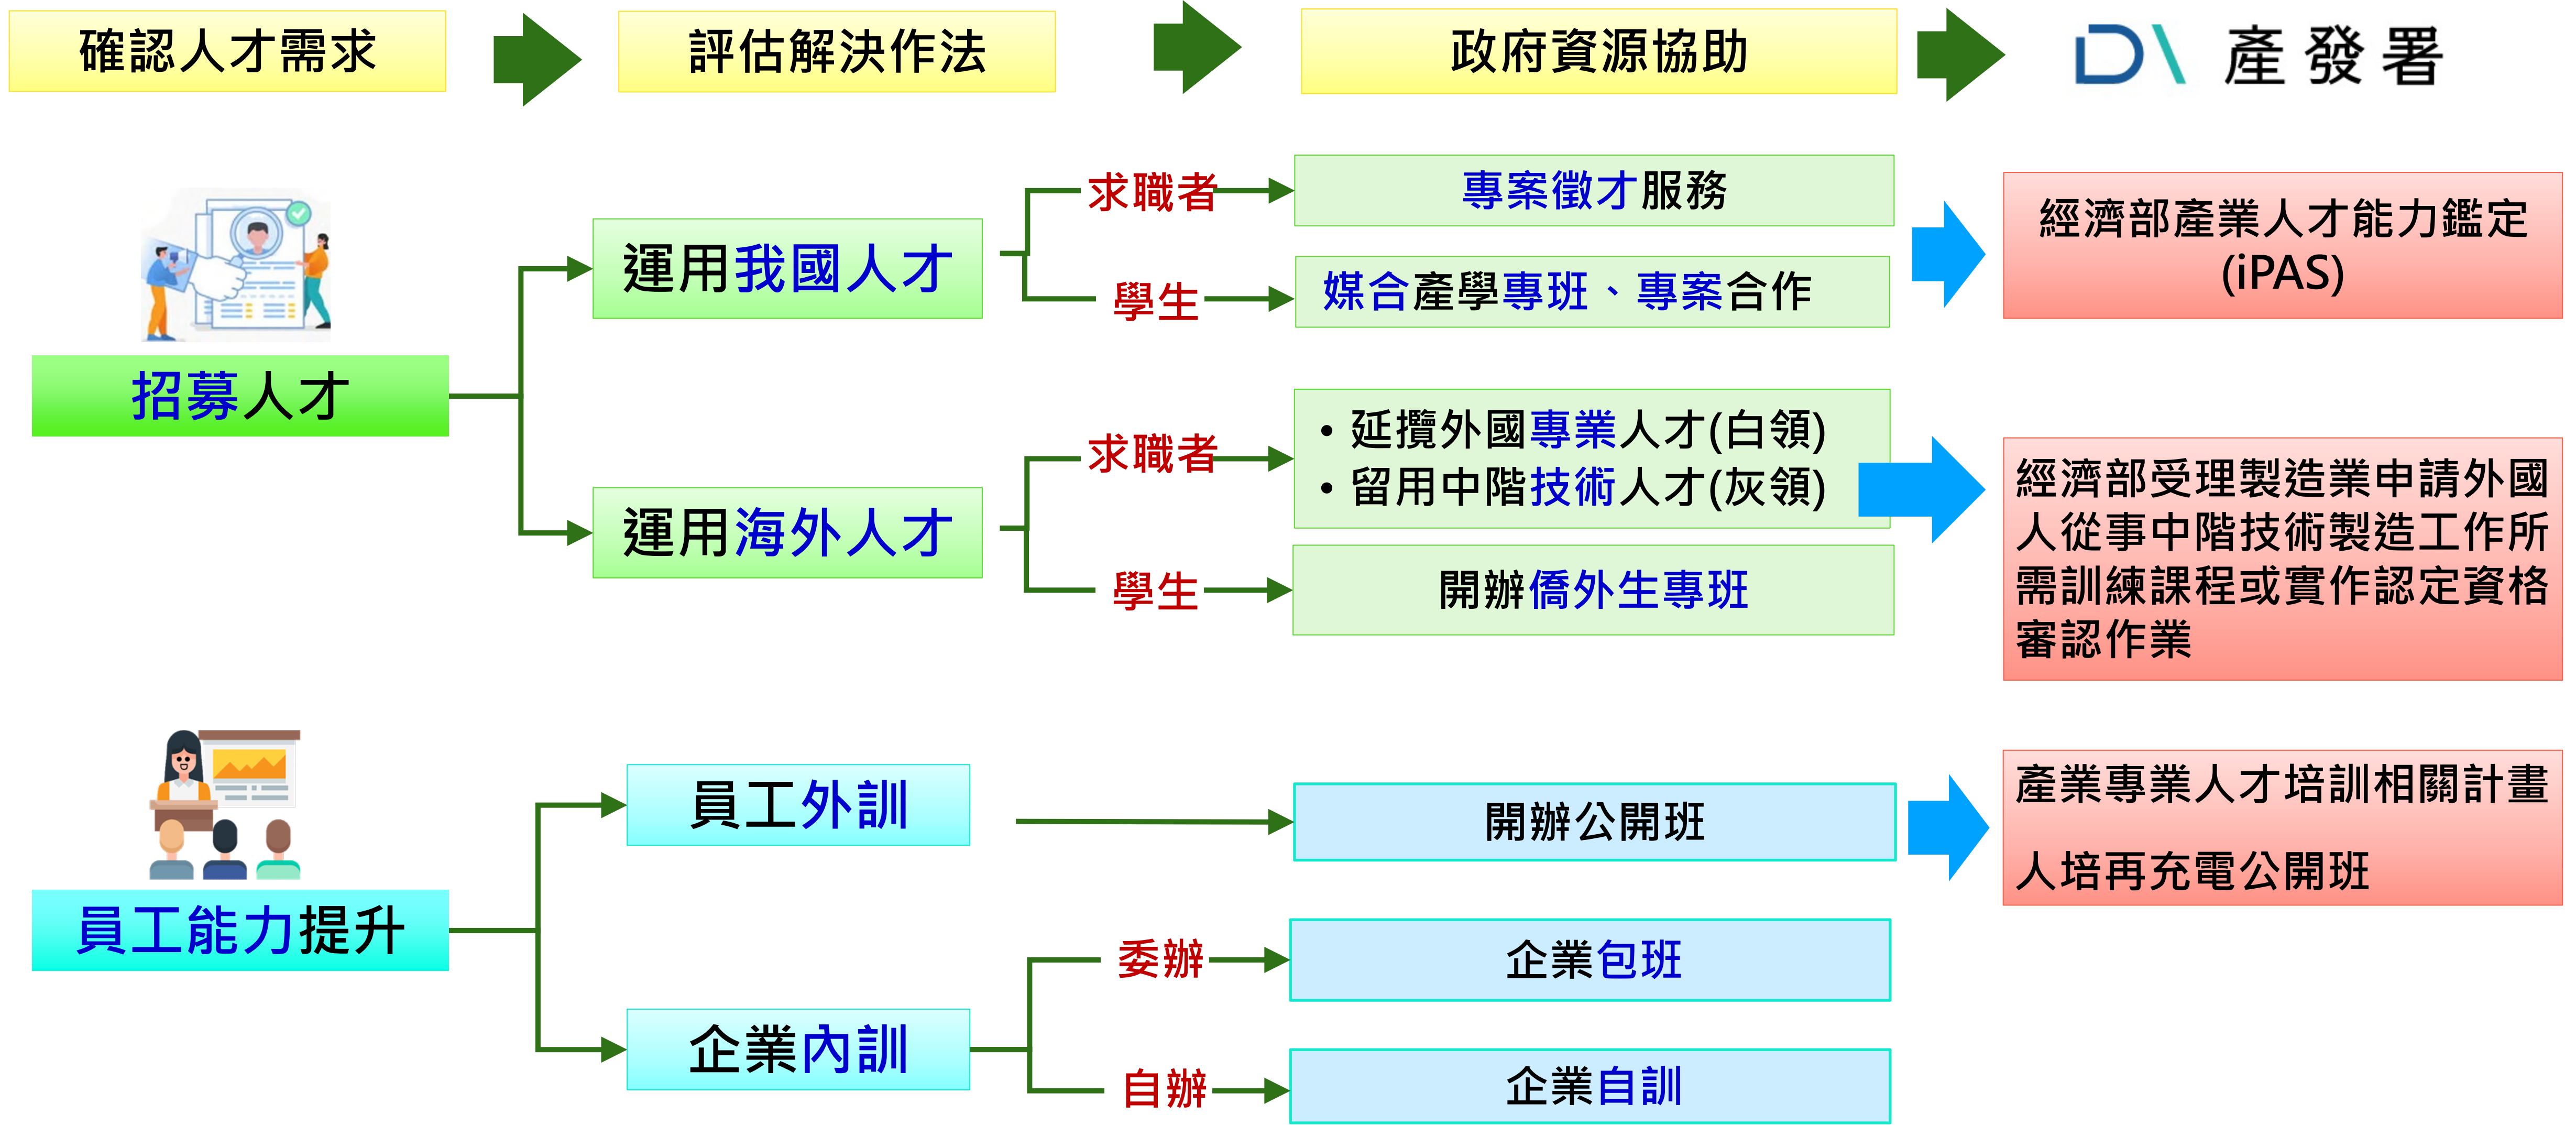 確認人才需求
評估解決作法
政府資源協助
產發署
招募人才
運用我國人才
求職者
專案徵才服務
學生
媒合產學專班、專案合作
經濟部產業人才能力鑑定
(iPAS)
運用海外人才
求職者
• 延攬外國專業人才(白領)
• 留用中階技術人才(灰領)
學生
開辦僑外生專班
經濟部受理製造業申請外國
人從事中階技術製造工作所
需訓練課程或實作認定資格
審認作業
員工能力提升
員工外訓
開辦公開班
產業專業人才培訓相關計畫
人培再充電公開班
企業內訓
委辦
企業包班
自辦
企業自訓